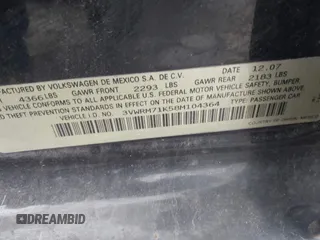 MANUFACTURED BY VOLKSWAGEN DE MEXICO S.A. DE C.V. 12.07
4366LBS GAWR FRONT 2293 LBS GAWR REAR 2183 LBS
VEHICLE CONFORMS TO ALL APPLICABLE U.S. FEDERAL MOTOR VEHICLE SAFETY, BUMPER,
THEFT PREVENTION STANDARDS IN EFFECT ON THE DATE OF MANUFACTURE SHOWN ABOVE.
VEHICLE I.D. NO.: 3VWRM71K58M104364 TYPE: PASSENGER CAR
© DREAMBID